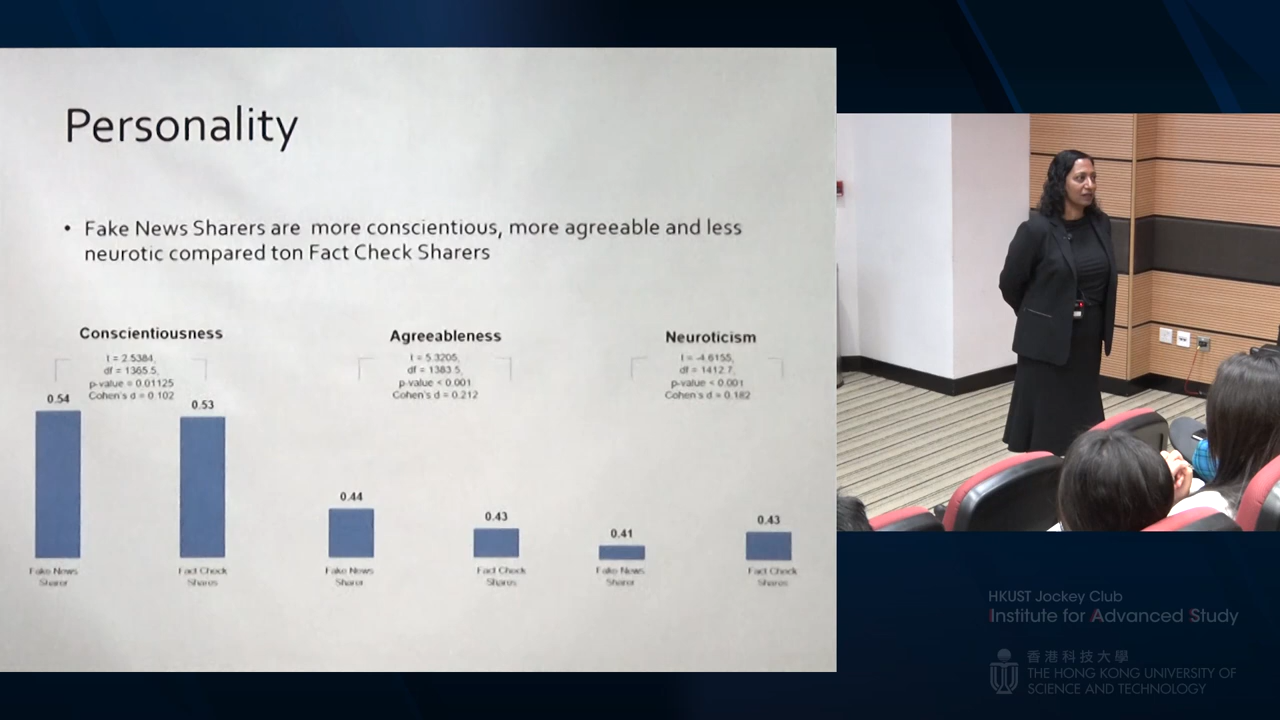 Personality
• Fake News Sharers are more conscientious, more agreeable and less
neurotic compared ton Fact Check Sharers
Conscientiousness
t = 2.5384,
df = 1365.5,
p-value = 0.01125
Cohen's d = 0.102
0.54
0.53
Fake News
Sharer
Fact Check
Shares
Agreeableness
t = 5.3205,
df = 1383.5,
p-value < 0.001
Cohen's d = 0.212
0.44
0.43
Fake News
Sharer
Fact Check
Shares
Neuroticism
t = -4.6155,
df = 1412.7,
p-value < 0.001
Cohen's d = 0.182
0.41
0.43
Fake News
Sharer
Fact Check
Shares
HKUST Jockey Club
Institute for Advanced Study
香港科技大學
THE HONG KONG UNIVERSITY OF
SCIENCE AND TECHNOLOGY